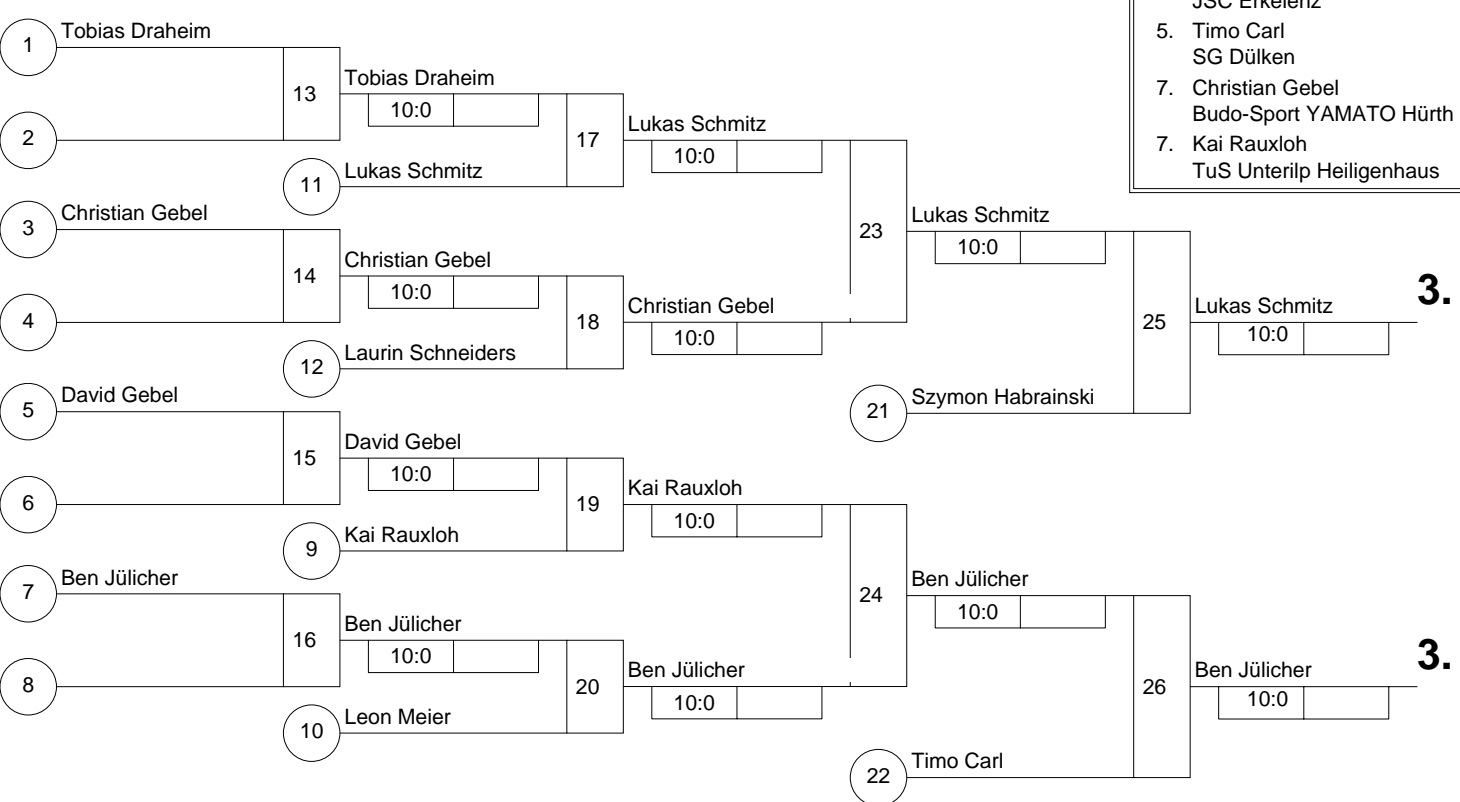 JSC Erkelenz
5. Timo Carl
SG Dülken
7. Christian Gebel
Budo-Sport YAMATO Hürth
7. Kai Rauxloh
TuS Unterilp Heiligenhaus
1 Tobias Draheim
13
Tobias Draheim
10:0
2
17
Lukas Schmitz
10:0
11 Lukas Schmitz
3 Christian Gebel
23
Lukas Schmitz
10:0
14
Christian Gebel
10:0
4
18
Christian Gebel
10:0
12 Laurin Schneiders
25
Lukas Schmitz
10:0
3.
5 David Gebel
21 Szymon Habrainski
15
David Gebel
10:0
6
19
Kai Rauxloh
10:0
9 Kai Rauxloh
7 Ben Jülicher
24
Ben Jülicher
10:0
16
Ben Jülicher
10:0
8
20
Ben Jülicher
10:0
10 Leon Meier
26
Ben Jülicher
10:0
3.
22 Timo Carl